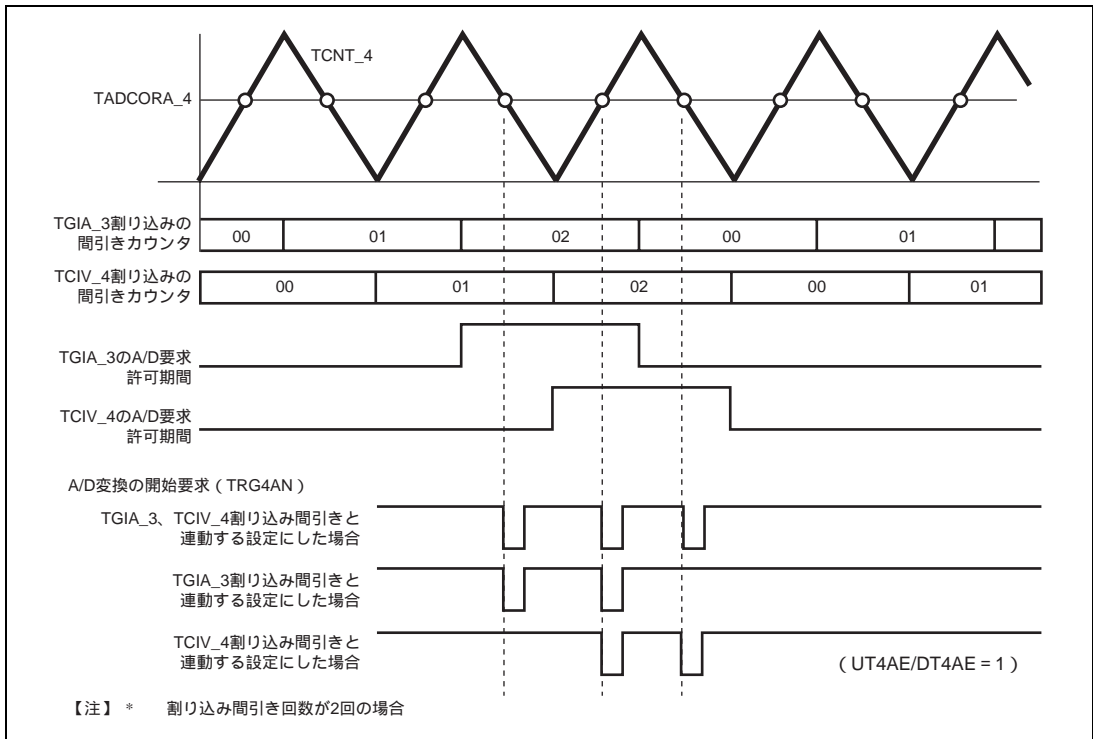 TCNT_4
TADCORA_4
TGIA_3割り込みの
間引きカウンタ
00 01 02 00 01
TCIV_4割り込みの
間引きカウンタ
00 01 02 00 01
TGIA_3のA/D要求
許可期間
TCIV_4のA/D要求
許可期間
A/D変換の開始要求（TRG4AN）
TGIA_3、TCIV_4割り込み間引きと
連動する設定にした場合
TGIA_3割り込み間引きと
連動する設定にした場合
TCIV_4割り込み間引きと
連動する設定にした場合
（UT4AE/DT4AE = 1）
【注】 * 割り込み間引き回数が2回の場合